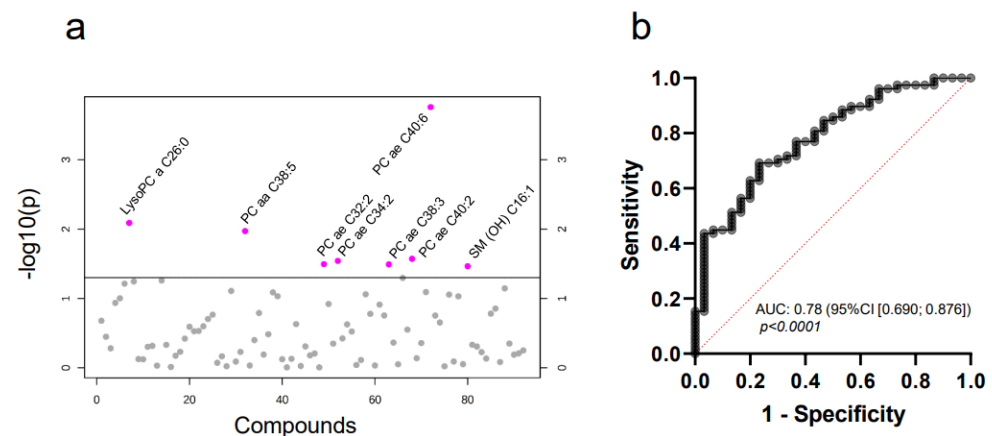 a
b
-log10(p)
3
2
1
0
3
2
1
0
LysoPC a C26:0
PC aa C38:5
PC ae C32:2
PC ae C34:2
PC ae C38:3
PC ae C40:6
PC ae C40:2
SM (OH) C16:1
0
20
40
60
80
Compounds
Sensitivity
1.0
0.8
0.6
0.4
0.2
0.0
AUC: 0.78 (95%CI [0.690; 0.876])
p<0.0001
0.0
0.2
0.4
0.6
0.8
1.0
1 - Specificity